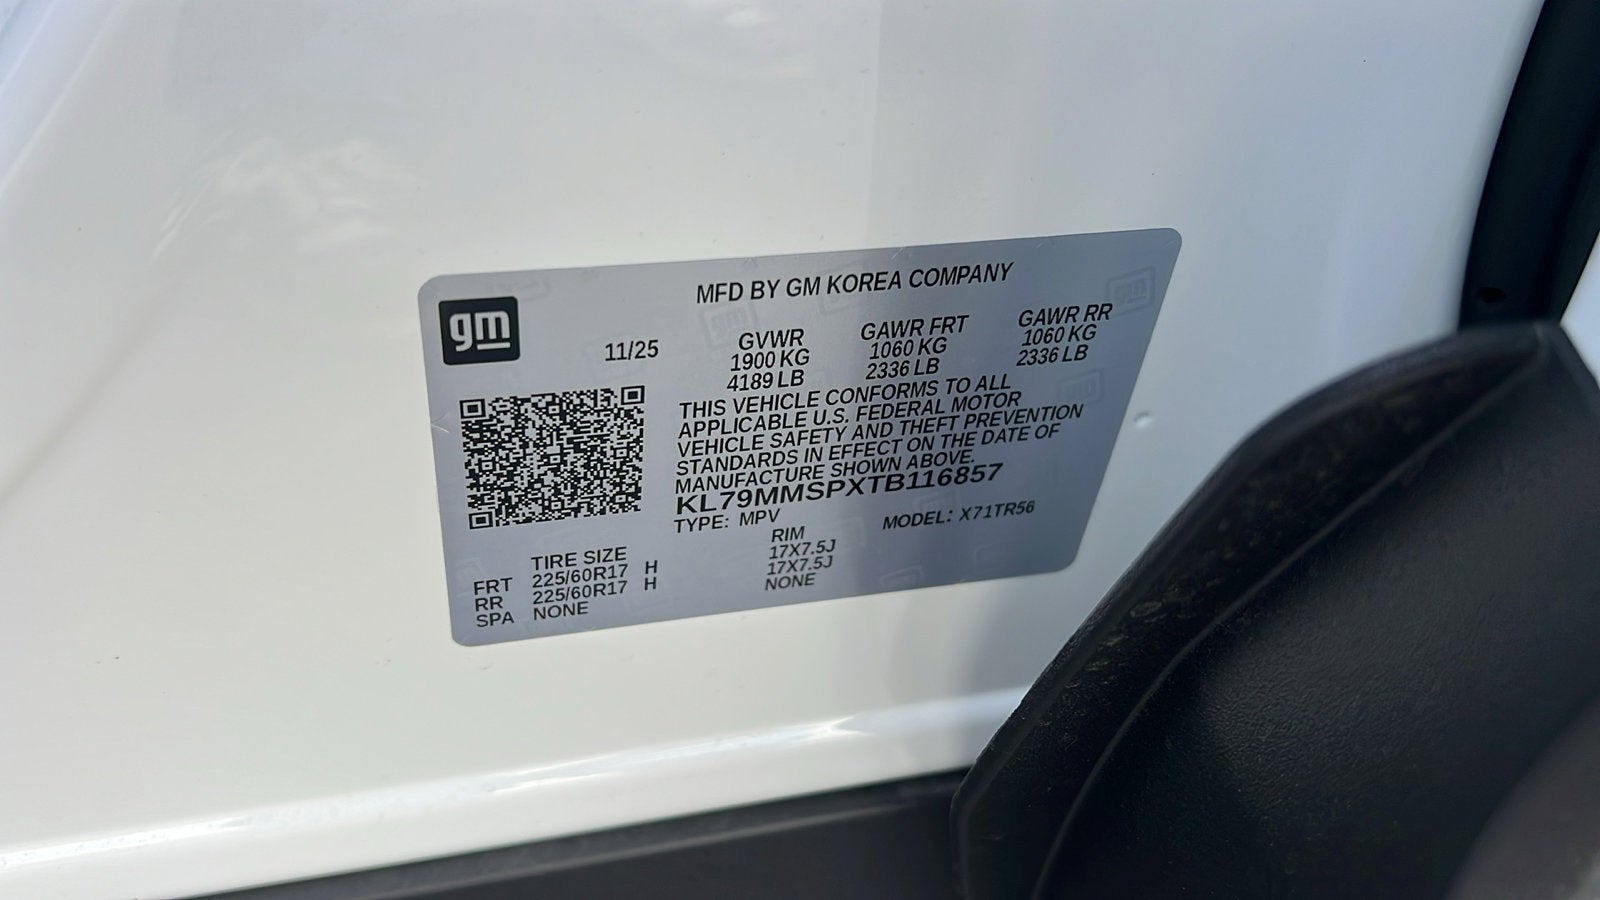 gm
MFD BY GM KOREA COMPANY
11/25
GVWR GAWR FRT GAWR RR
1900 KG 1060 KG 1060 KG
4189 LB 2336 LB 2336 LB
THIS VEHICLE CONFORMS TO ALL
APPLICABLE U.S. FEDERAL MOTOR
VEHICLE SAFETY AND THEFT PREVENTION
STANDARDS IN EFFECT ON THE DATE OF
MANUFACTURE SHOWN ABOVE.
KL79MMSPXTB116857
TYPE: MPV MODEL: X71TR56
TIRE SIZE RIM
FRT 225/60R17 H 17X7.5J
RR 225/60R17 H 17X7.5J
SPA NONE NONE